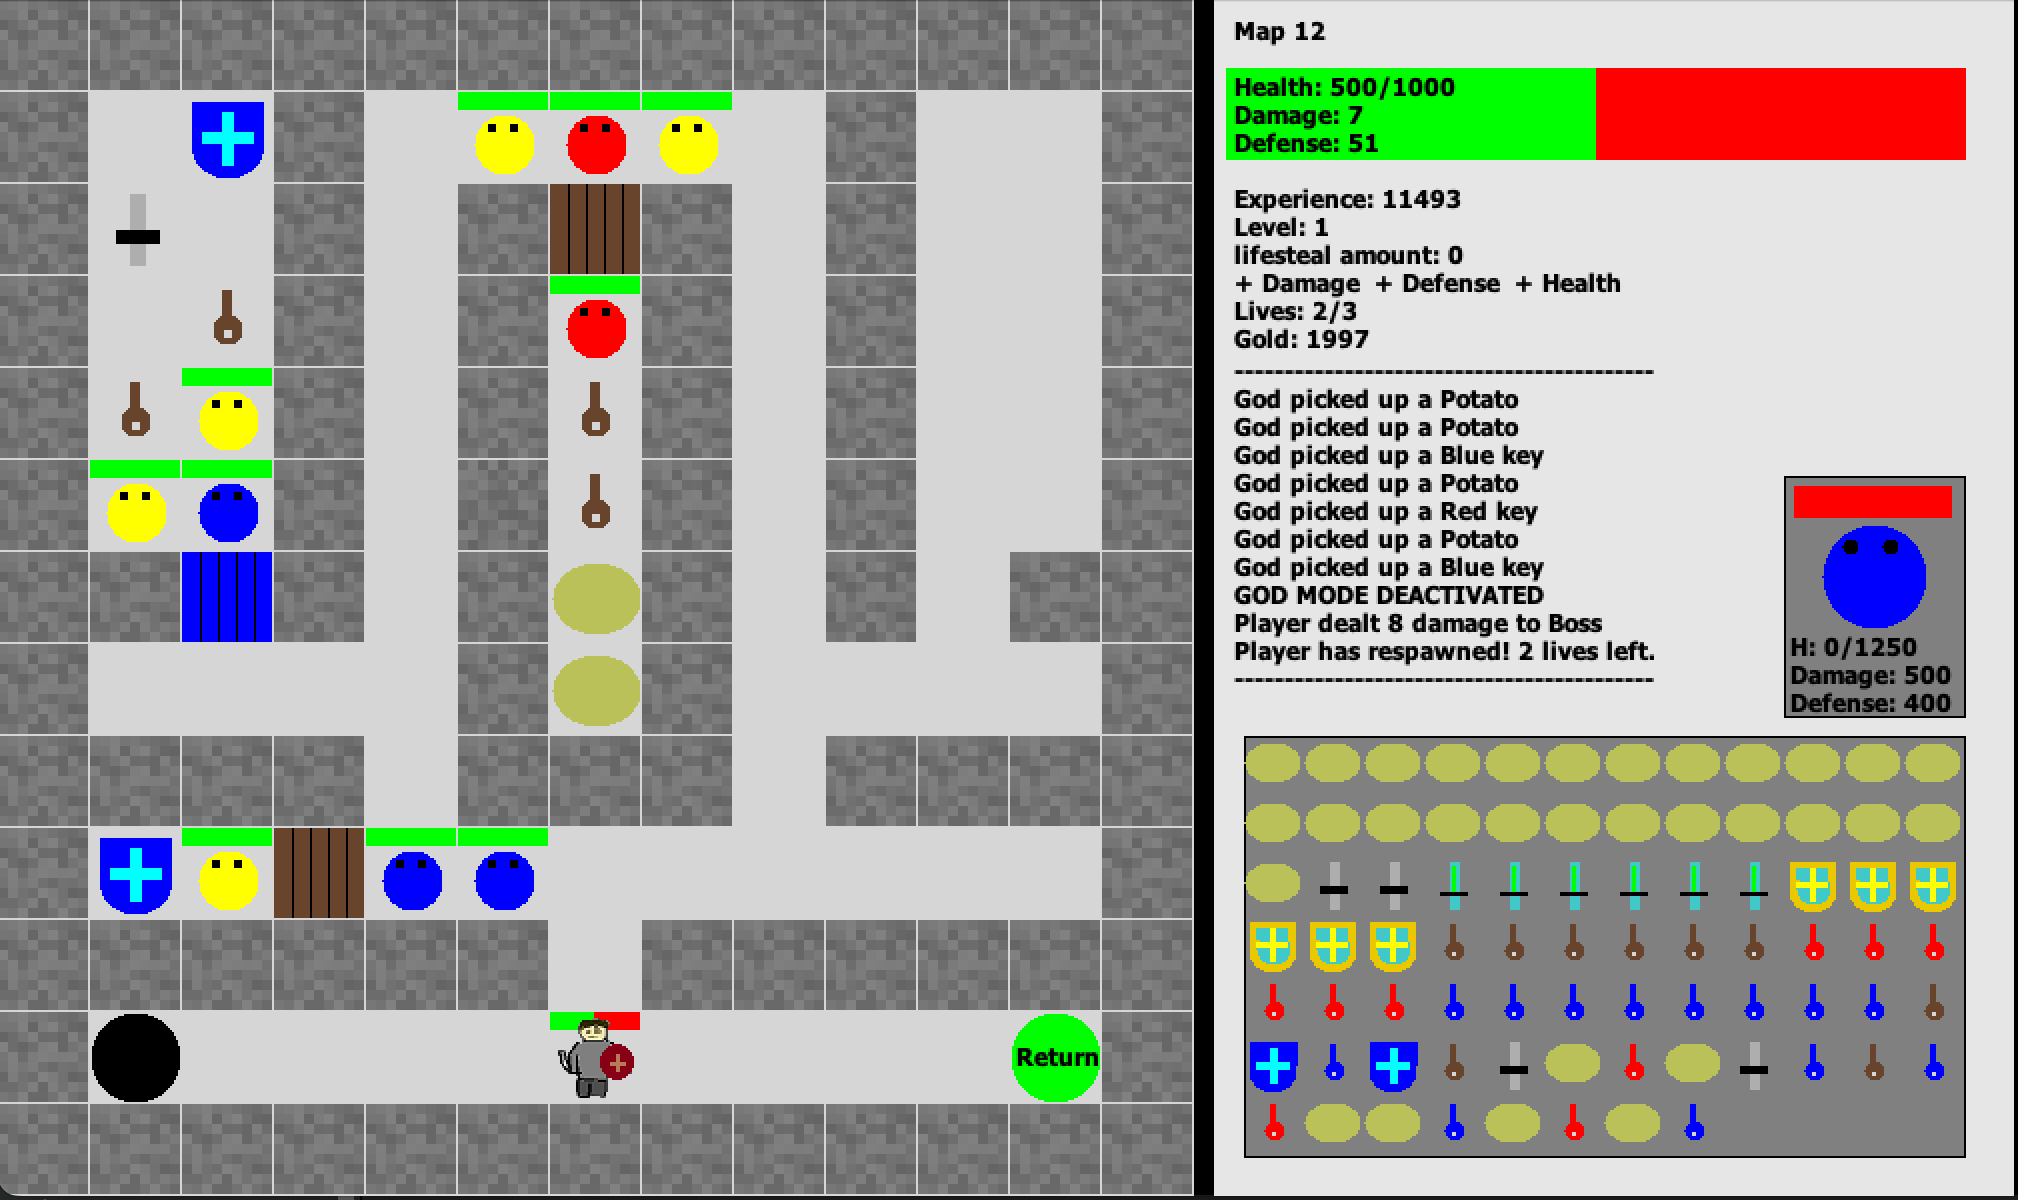 Map 12
Health: 500/1000
Damage: 7
Defense: 51
Experience: 11493
Level: 1
lifesteal amount: 0
+ Damage  + Defense  + Health
Lives: 2/3
Gold: 1997
------------------------------------------
God picked up a Potato
God picked up a Potato
God picked up a Blue key
God picked up a Potato
God picked up a Red key
God picked up a Potato
God picked up a Blue key
GOD MODE DEACTIVATED
Player dealt 8 damage to Boss
Player has respawned! 2 lives left.
------------------------------------------
H: 0/1250
Damage: 500
Defense: 400
Return